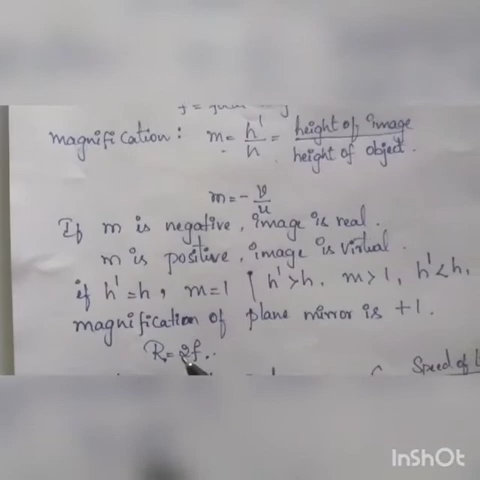 magnification: m = h'/h = height of image / height of object.
m = - v/u
If m is negative, image is real.
m is positive, image is virtual.
if h' = h, m = 1 | h' > h. m > 1, h' < h.
magnification of plane mirror is +1.
R = 2f.
Speed of
InShOt